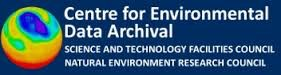 Centre for Environmental
Data Archival
SCIENCE AND TECHNOLOGY FACILITIES COUNCIL
NATURAL ENVIRONMENT RESEARCH COUNCIL